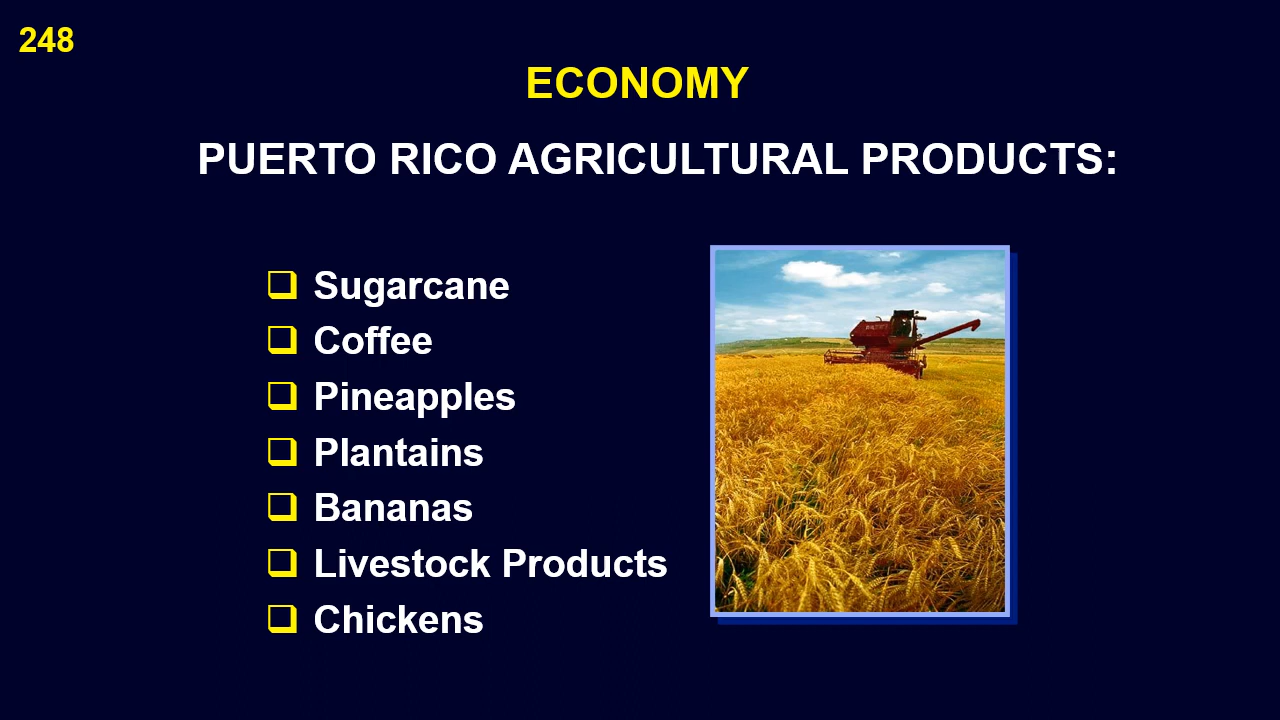 248
ECONOMY
PUERTO RICO AGRICULTURAL PRODUCTS:
Sugarcane
Coffee
Pineapples
Plantains
Bananas
Livestock Products
Chickens